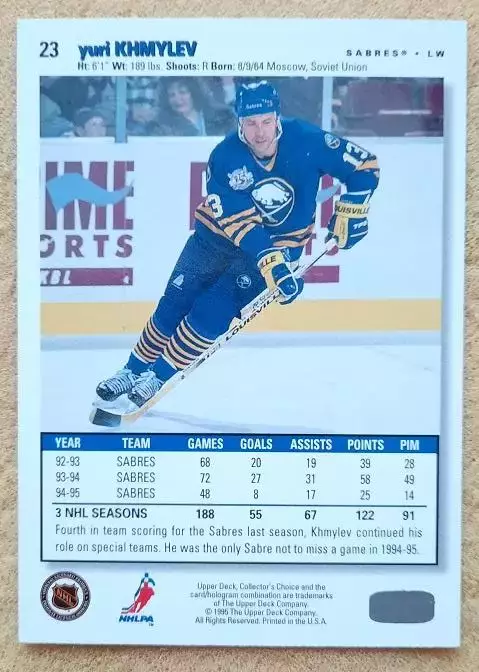 23 yuri KHMYLEV SABRES® • LW
Ht: 6'1" Wt: 189 lbs. Shoots: R Born: 8/9/64 Moscow, Soviet Union
13
75
13
LOUISVILLE
IME
ORTS
KBL
LOUISVILLE
YEAR TEAM GAMES GOALS ASSISTS POINTS PIM
92-93 SABRES 68 20 19 39 28
93-94 SABRES 72 27 31 58 49
94-95 SABRES 48 8 17 25 14
3 NHL SEASONS 188 55 67 122 91
Fourth in team scoring for the Sabres last season, Khmylev continued his
role on special teams. He was the only Sabre not to miss a game in 1994-95.
NHL
NHLPA™
Upper Deck, Collector's Choice and the
card/hologram combination are trademarks
of The Upper Deck Company.
© 1995 The Upper Deck Company.
All Rights Reserved. Printed in the U.S.A.